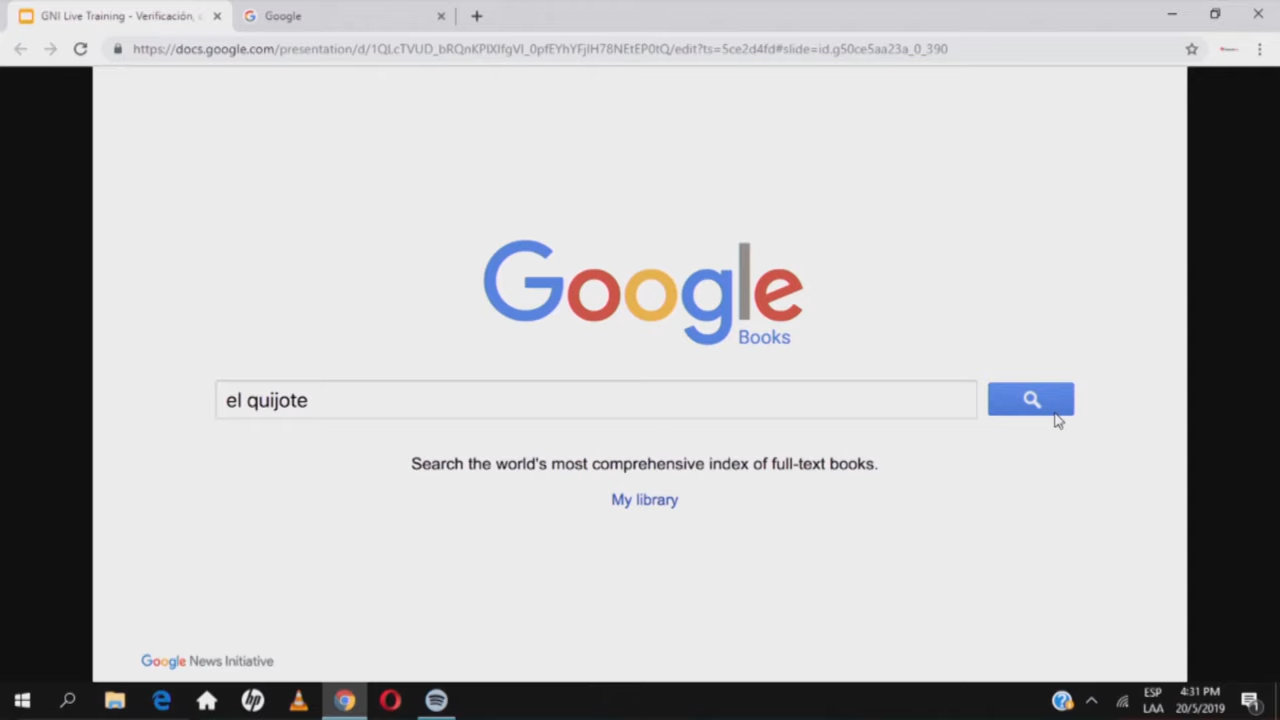 GNI Live Training - Verificación,
Google
https://docs.google.com/presentation/d/1QLcTVUD_bRQnKPIXIfgVI_0pfEYhYFjIH78NEtEP0tQ/edit?ts=5ce2d4fd#slide=id.g50ce5aa23a_0_390
Google
Books
el quijote
Search the world's most comprehensive index of full-text books.
My library
Google News Initiative
ESP 4:31 PM
LAA 20/5/2019